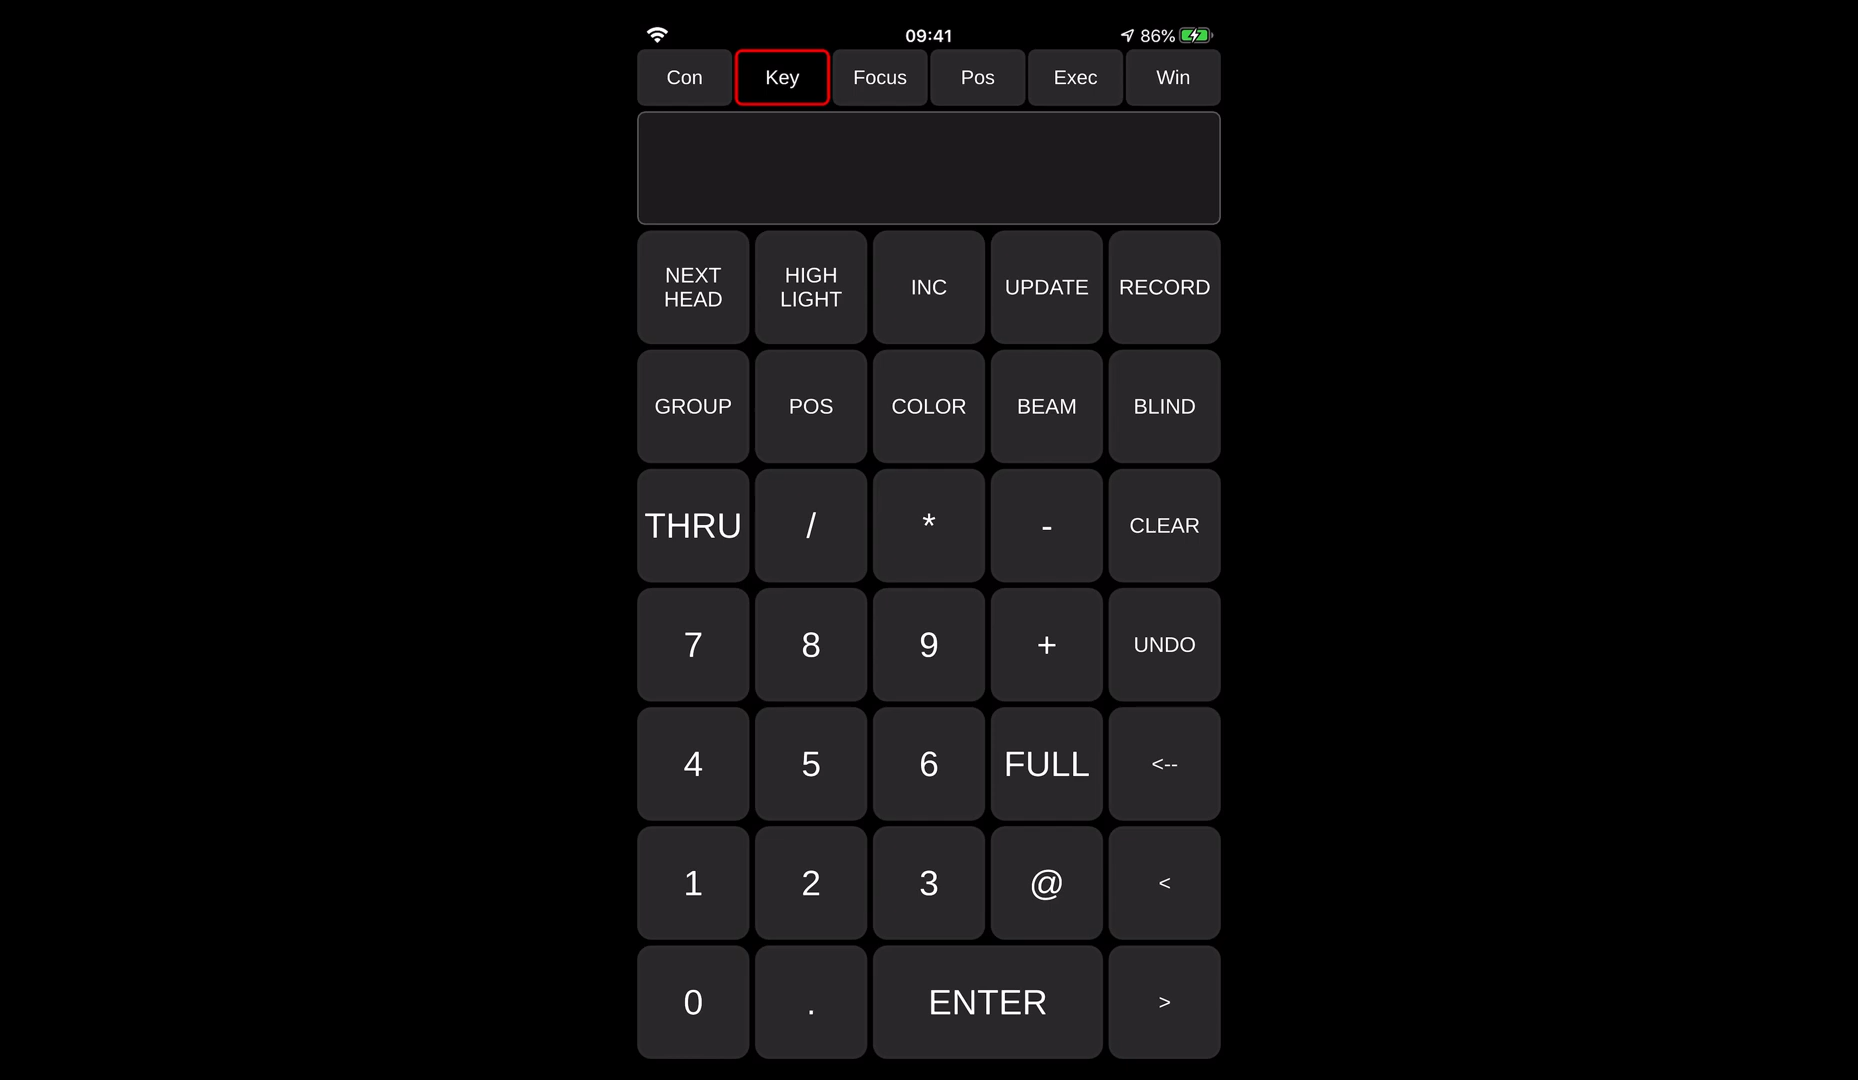 09:41 86%
Con Key Focus Pos Exec Win
NEXT HEAD HIGH LIGHT INC UPDATE RECORD
GROUP POS COLOR BEAM BLIND
THRU / * - CLEAR
7 8 9 + UNDO
4 5 6 FULL <--
1 2 3 @ <
0 . ENTER >